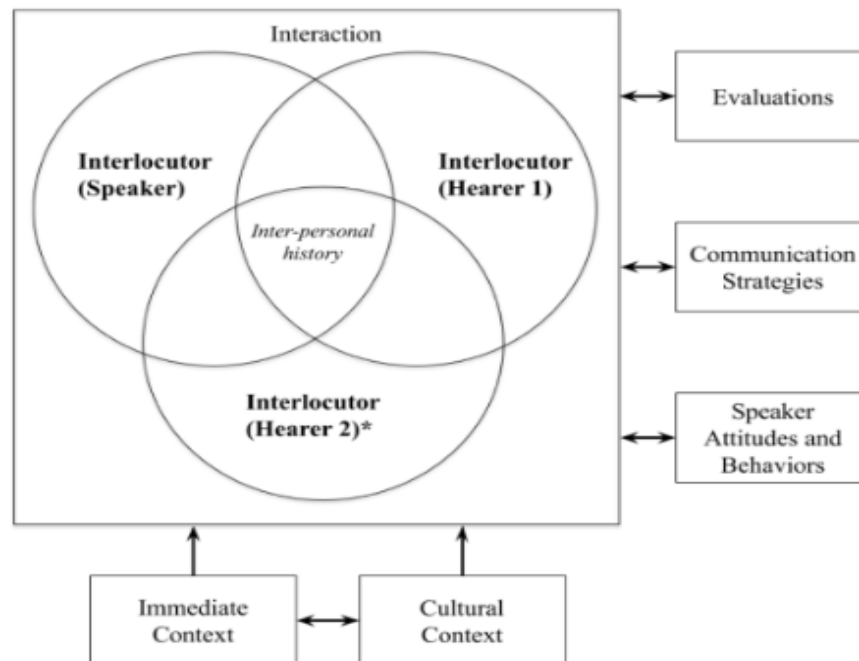 Interaction
Interlocutor
(Speaker)
Interlocutor
(Hearer 1)
Inter-personal
history
Interlocutor
(Hearer 2)*
Evaluations
Communication
Strategies
Speaker
Attitudes and
Behaviors
Immediate
Context
Cultural
Context